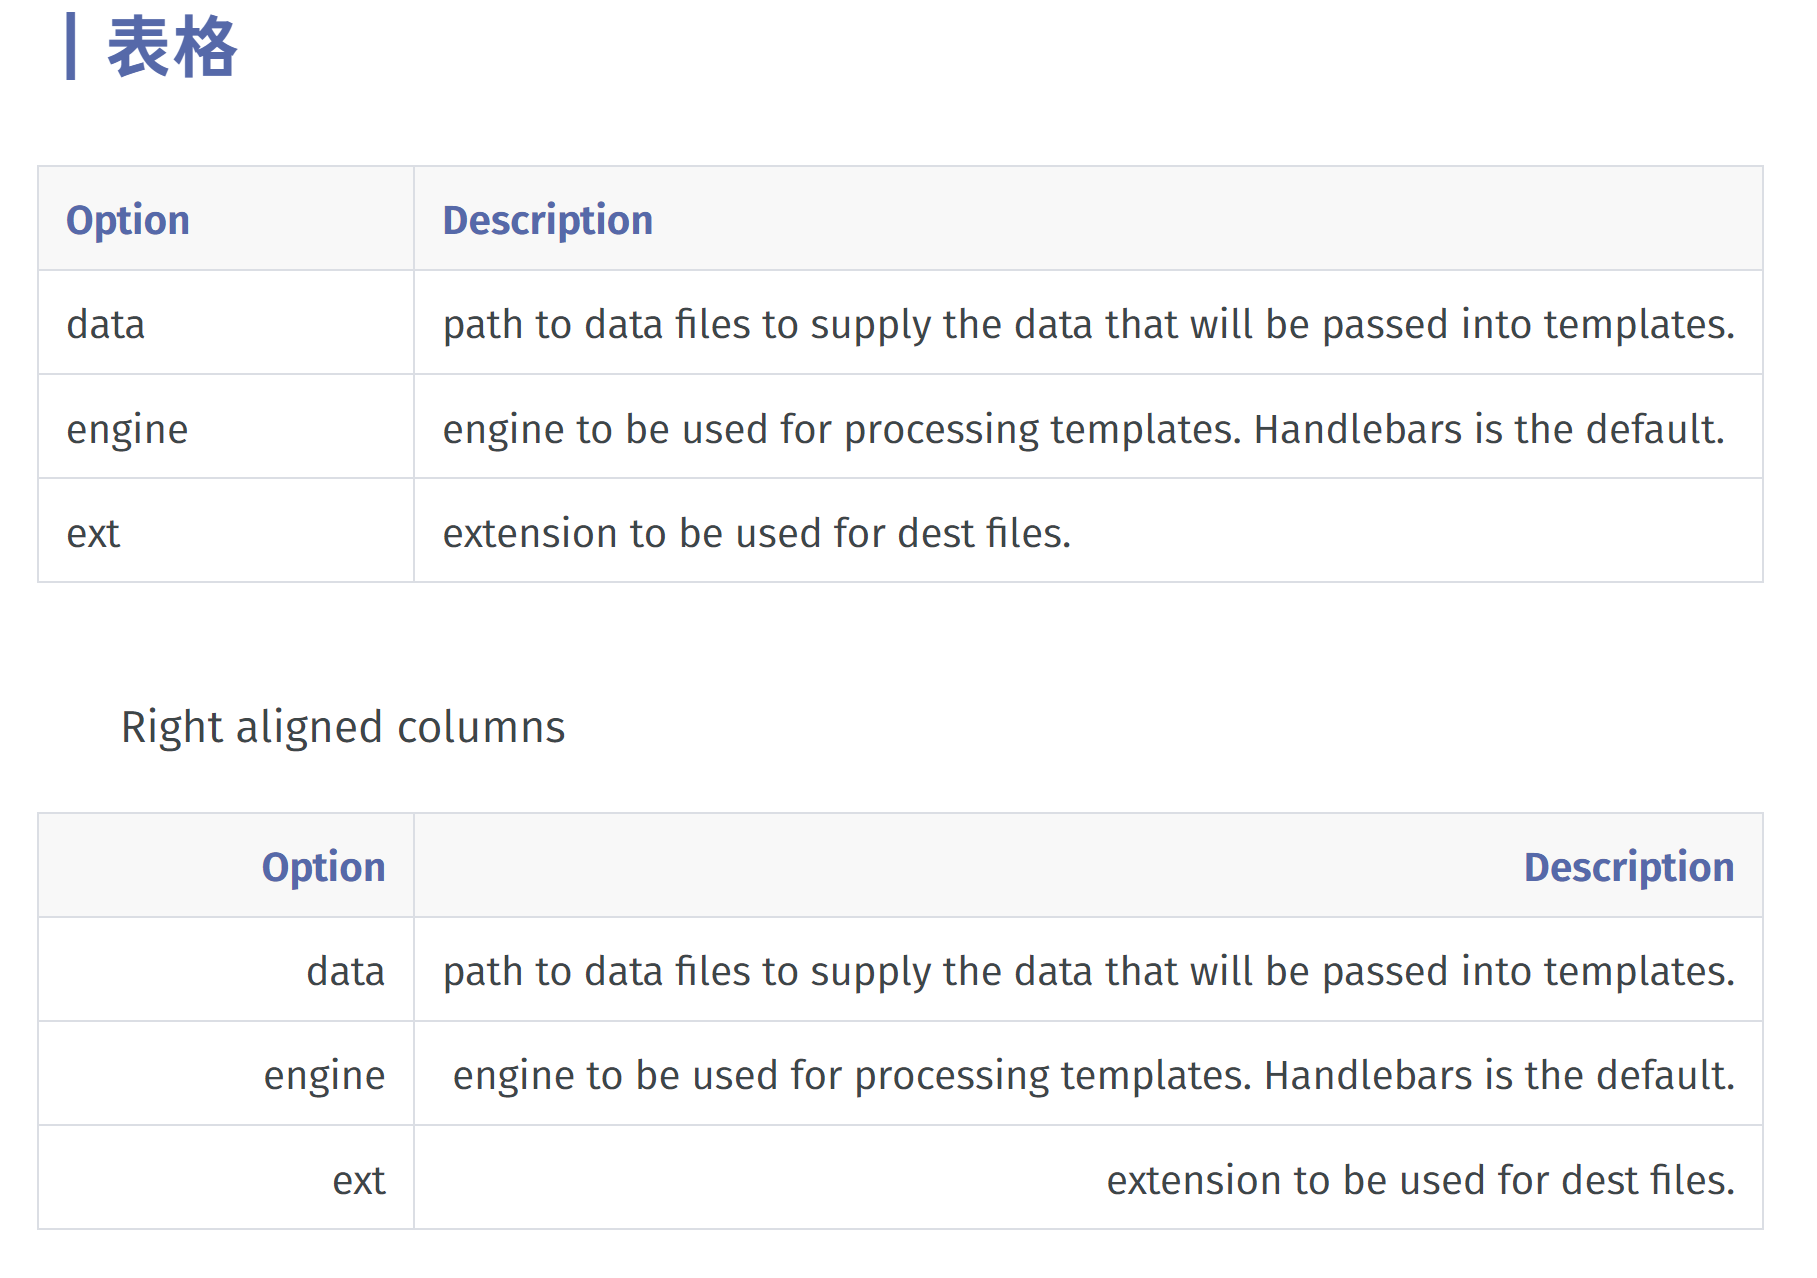 表格
Option Description
data path to data files to supply the data that will be passed into templates.
engine engine to be used for processing templates. Handlebars is the default.
ext extension to be used for dest files.
Right aligned columns
Option Description
data path to data files to supply the data that will be passed into templates.
engine engine to be used for processing templates. Handlebars is the default.
ext extension to be used for dest files.